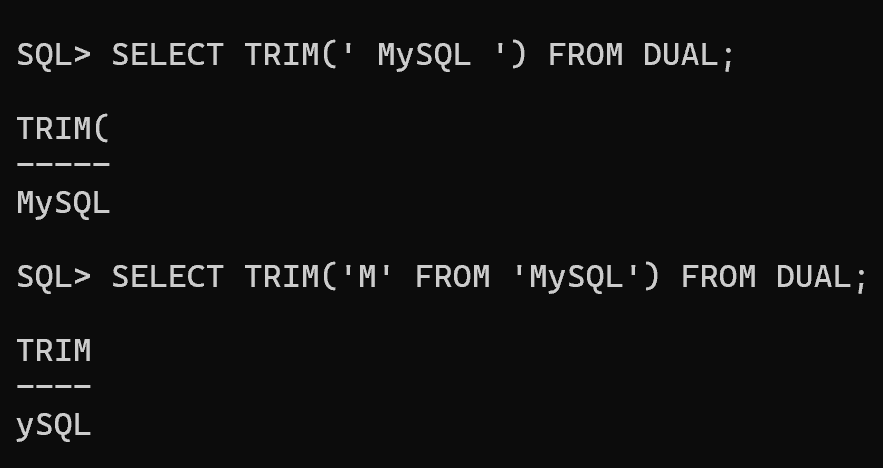 SQL> SELECT TRIM(' MySQL ') FROM DUAL;
TRIM(
-----
MySQL
SQL> SELECT TRIM('M' FROM 'MySQL') FROM DUAL;
TRIM
----
ySQL